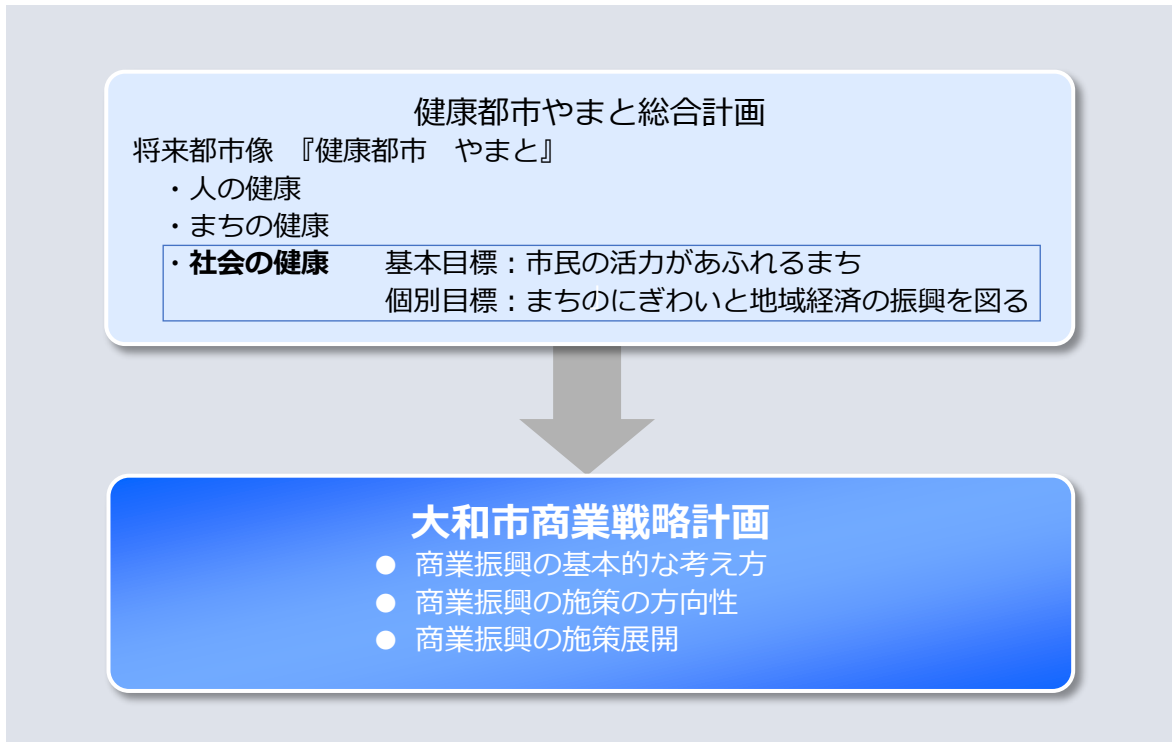 健康都市やまと総合計画
将来都市像　『健康都市　やまと』
・人の健康
・まちの健康
・社会の健康　　基本目標：市民の活力があふれるまち
個別目標：まちのにぎわいと地域経済の振興を図る
大和市商業戦略計画
● 商業振興の基本的な考え方
● 商業振興の施策の方向性
● 商業振興の施策展開